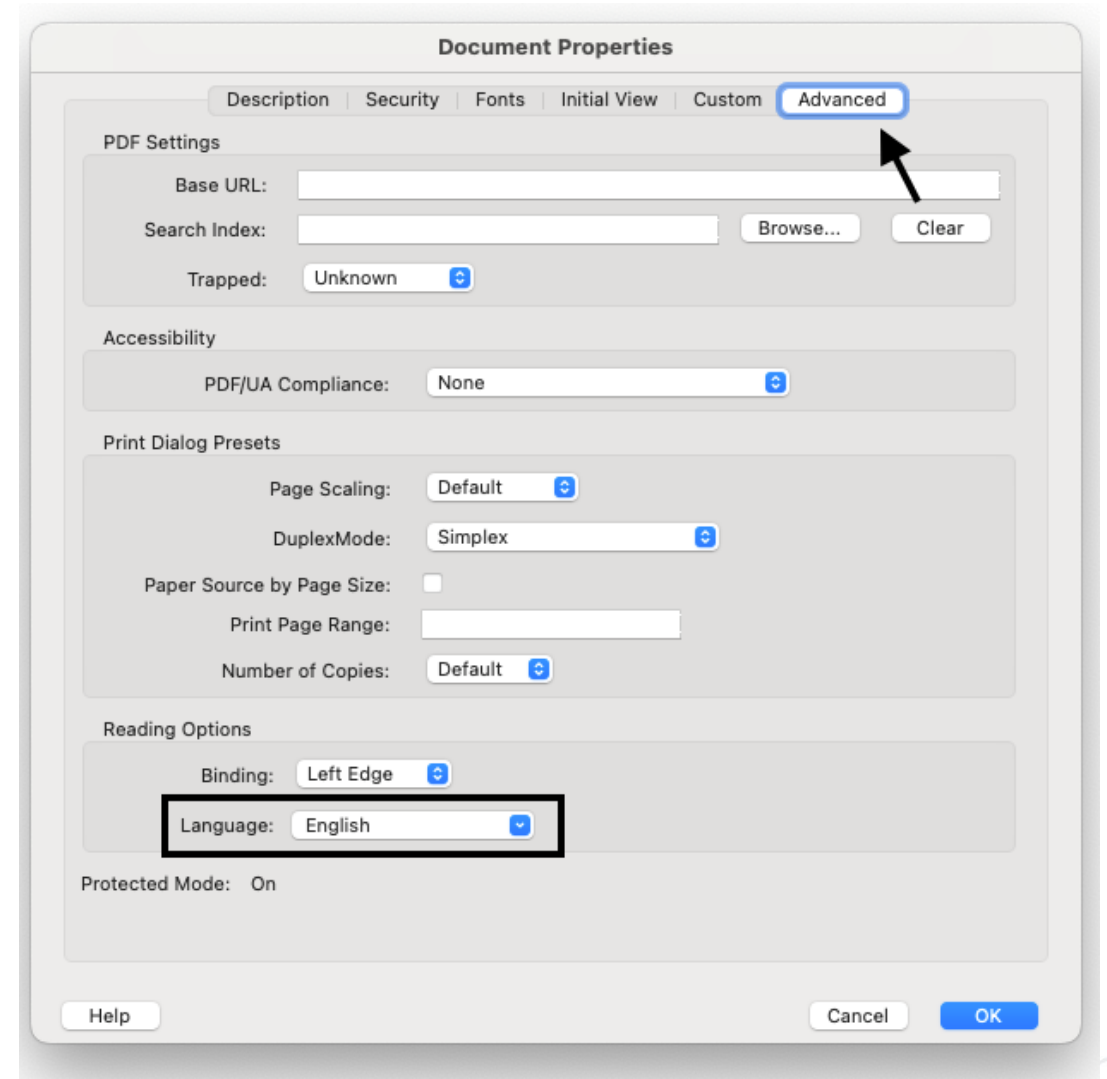 Document Properties
Description Security Fonts Initial View Custom Advanced
PDF Settings
Base URL:
Search Index: Browse... Clear
Trapped: Unknown
Accessibility
PDF/UA Compliance: None
Print Dialog Presets
Page Scaling: Default
DuplexMode: Simplex
Paper Source by Page Size:
Print Page Range:
Number of Copies: Default
Reading Options
Binding: Left Edge
Language: English
Protected Mode: On
Help Cancel OK